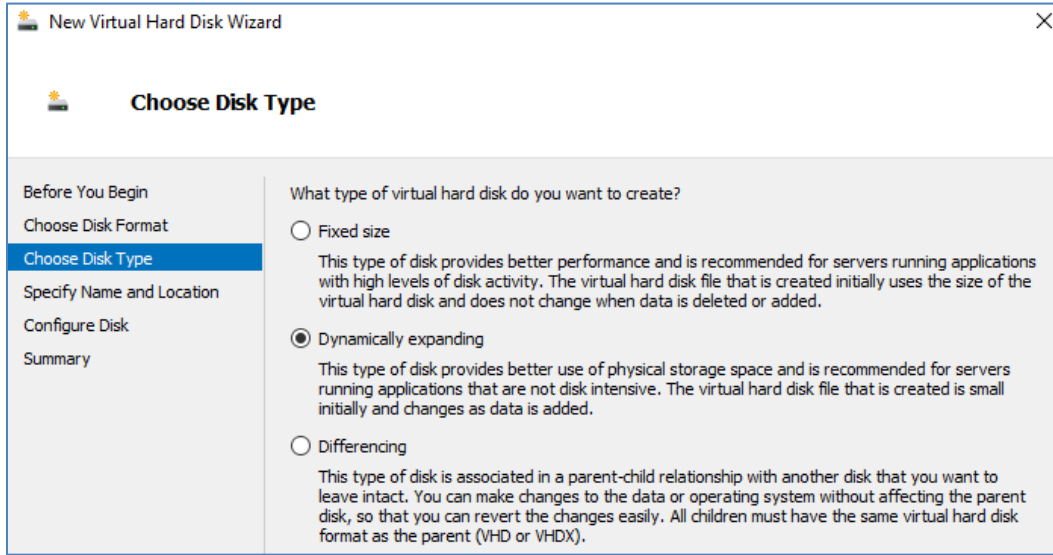 New Virtual Hard Disk Wizard
Choose Disk Type
Before You Begin
Choose Disk Format
Choose Disk Type
Specify Name and Location
Configure Disk
Summary
What type of virtual hard disk do you want to create?
Fixed size
This type of disk provides better performance and is recommended for servers running applications
with high levels of disk activity. The virtual hard disk file that is created initially uses the size of the
virtual hard disk and does not change when data is deleted or added.
Dynamically expanding
This type of disk provides better use of physical storage space and is recommended for servers
running applications that are not disk intensive. The virtual hard disk file that is created is small
initially and changes as data is added.
Differencing
This type of disk is associated in a parent-child relationship with another disk that you want to
leave intact. You can make changes to the data or operating system without affecting the parent
disk, so that you can revert the changes easily. All children must have the same virtual hard disk
format as the parent (VHD or VHDX).